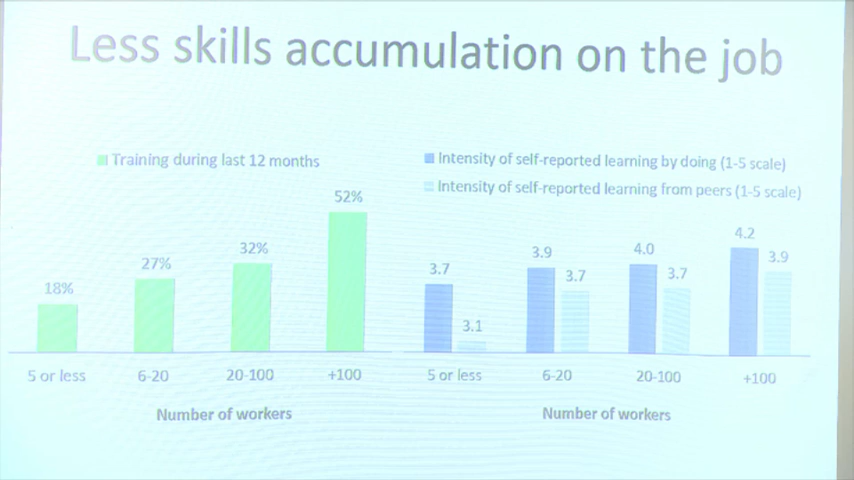 Less skills accumulation on the job
Training during last 12 months
52%
32%
27%
18%
5 or less
6-20
20-100
+100
Number of workers
Intensity of self-reported learning by doing (1-5 scale)
Intensity of self-reported learning from peers (1-5 scale)
4.2
3.9
4.0
3.9
3.7
3.7
3.7
3.1
5 or less
6-20
20-100
+100
Number of workers